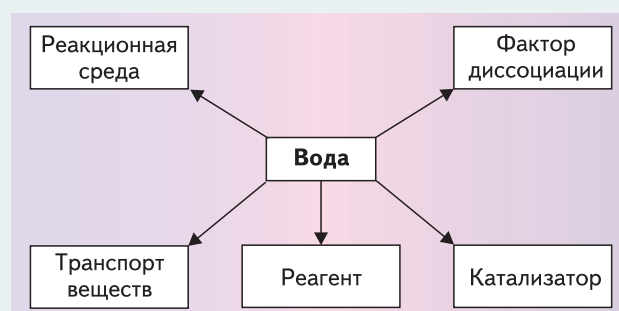 Реакционная
среда
Фактор
диссоциации
Вода
Транспорт
веществ
Реагент
Катализатор